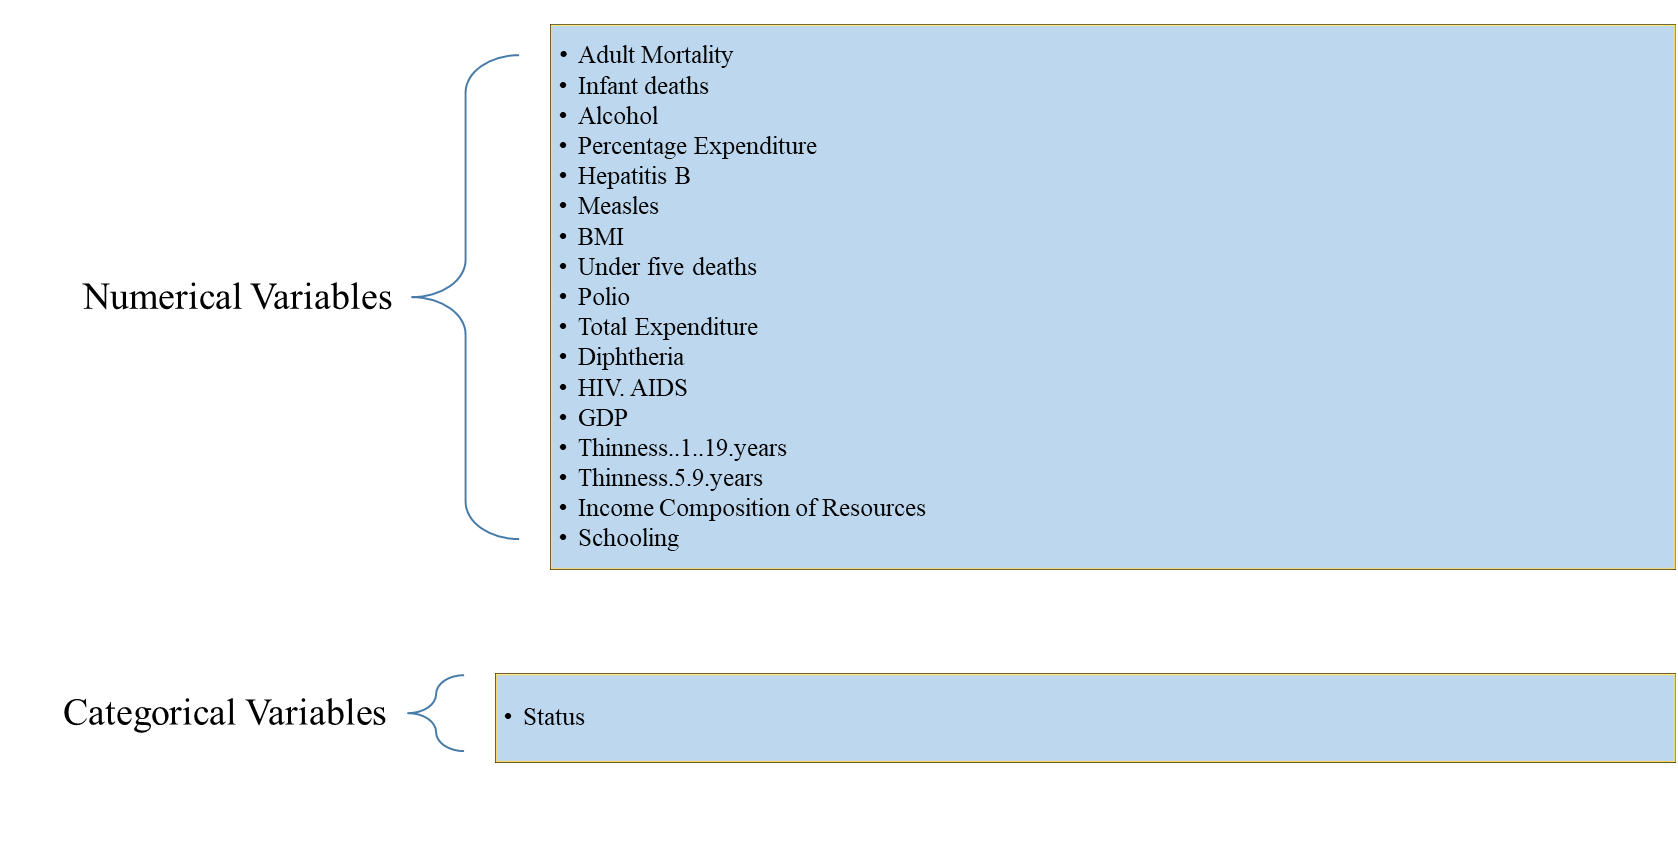 • Adult Mortality
• Infant deaths
• Alcohol
• Percentage Expenditure
• Hepatitis B
• Measles
• BMI
• Under five deaths
Numerical Variables
• Polio
• Total Expenditure
• Diphtheria
• HIV. AIDS
• GDP
• Thinness..1..19.years
• Thinness.5.9.years
• Income Composition of Resources
• Schooling
Categorical Variables
• Status